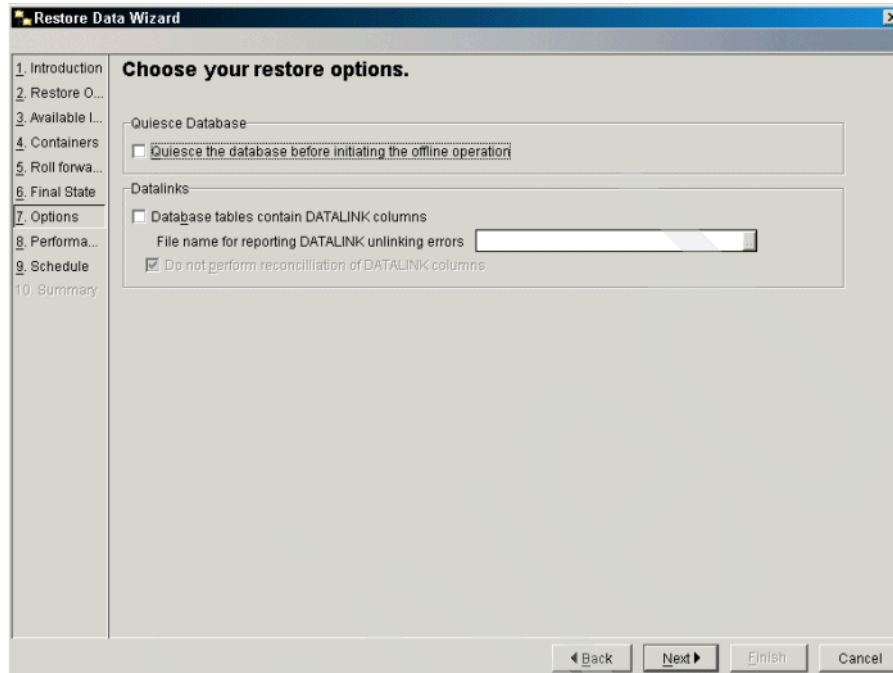 Restore Data Wizard
1. Introduction
2. Restore O...
3. Available I...
4. Containers
5. Roll forwa...
6. Final State
7. Options
8. Performa...
9. Schedule
10. Summary
Choose your restore options.
Quiesce Database
Quiesce the database before initiating the offline operation
Datalinks
Database tables contain DATALINK columns
File name for reporting DATALINK unlinking errors
...
Do not perform reconcilliation of DATALINK columns
Back
Next
Finish
Cancel